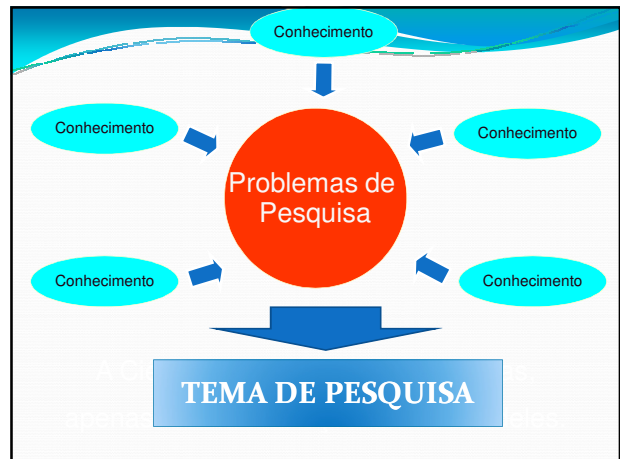 Conhecimento
Conhecimento
Conhecimento
Problemas de
Pesquisa
Conhecimento
Conhecimento
TEMA DE PESQUISA